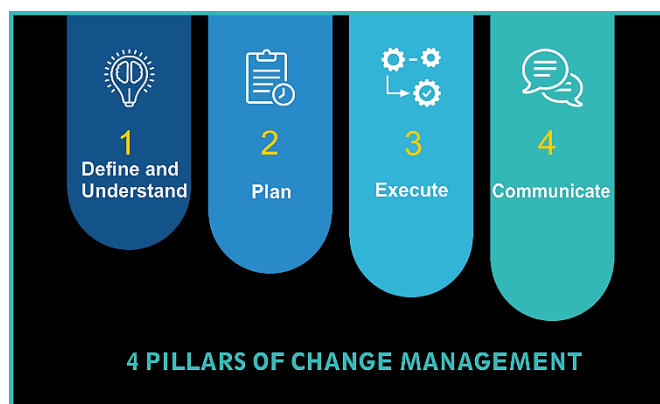 1
Define and
Understand
2
Plan
3
Execute
4
Communicate
4 PILLARS OF CHANGE MANAGEMENT